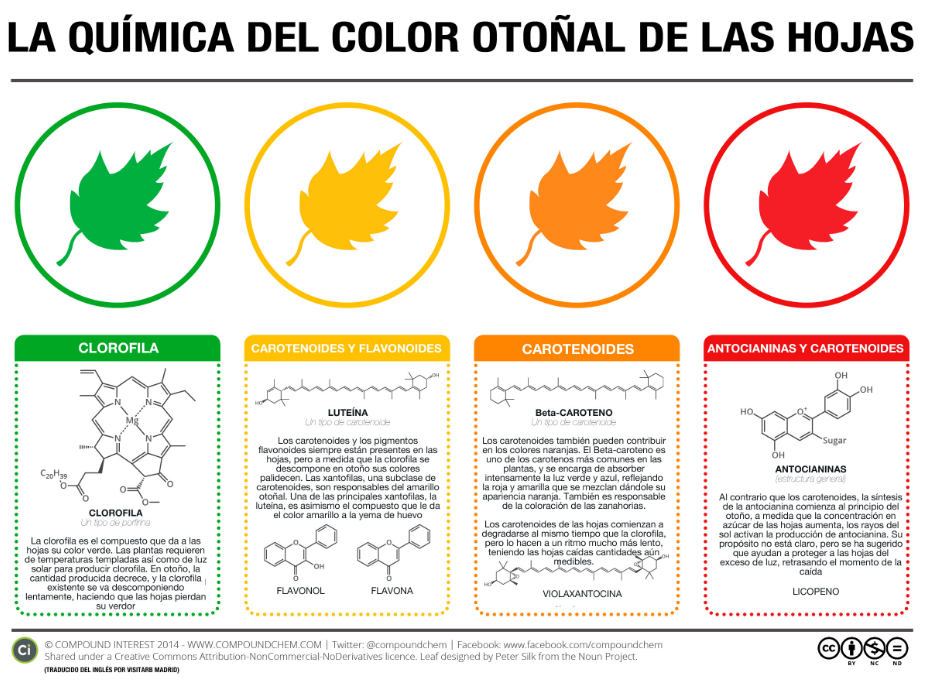 LA QUÍMICA DEL COLOR OTOÑAL DE LAS HOJAS
CLOROFILA
N
N
Mg
N
N
C20H39
O
O
O
O
O
CLOROFILA
Un tipo de porfirina
La clorofila es el compuesto que da a las
hojas su color verde. Las plantas requieren
de temperaturas templadas así como de luz
solar para producir clorofila. En otoño, la
cantidad producida decrece, y la clorofila
existente se va descomponiendo
lentamente, haciendo que las hojas pierdan
su verdor
CAROTENOIDES Y FLAVONOIDES
OH
HO
LUTEÍNA
Un tipo de carotenoide
Los carotenoides y los pigmentos
flavonoides siempre están presentes en las
hojas, pero a medida que la clorofila se
descompone en otoño sus colores
palidecen. Las xantofilas, una subclase de
carotenoides, son responsables del amarillo
otoñal. Una de las principales xantofilas, la
luteína, es asimismo el compuesto que le da
el color amarillo a la yema de huevo
O
OH
O
FLAVONOL
O
O
FLAVONA
CAROTENOIDES
Beta-CAROTENO
Un tipo de carotenoide
Los carotenoides también pueden contribuir
en los colores naranjas. El Beta-caroteno es
uno de los carotenos más comunes en las
plantas, y se encarga de absorber
intensamente la luz verde y azul, reflejando
la roja y amarilla que se mezclan dándole su
apariencia naranja. También es responsable
de la coloración de las zanahorias.
Los carotenoides de las hojas comienzan a
degradarse al mismo tiempo que la clorofila,
pero lo hacen a un ritmo mucho más lento,
teniendo las hojas caídas cantidades aún
medibles.
OH
O
O
HO
VIOLAXANTOCINA
ANTOCIANINAS Y CAROTENOIDES
OH
OH
HO
O+
Sugar
OH
ANTOCIANINAS
(estructura general)
Al contrario que los carotenoides, la síntesis
de la antocianina comienza al principio del
otoño, a medida que la concentración en
azúcar de las hojas aumenta, los rayos del
sol activan la producción de antocianina. Su
propósito no está claro, pero se ha sugerido
que ayudan a proteger a las hojas del
exceso de luz, retrasando el momento de la
caída
LICOPENO
Ci
© COMPOUND INTEREST 2014 - WWW.COMPOUNDCHEM.COM | Twitter: @compoundchem | Facebook: www.facebook.com/compoundchem
Shared under a Creative Commons Attribution-NonCommercial-NoDerivatives licence. Leaf designed by Peter Silk from the Noun Project.
(TRADUCIDO DEL INGLÉS POR VISITARB MADRID)
cc
BY NC ND